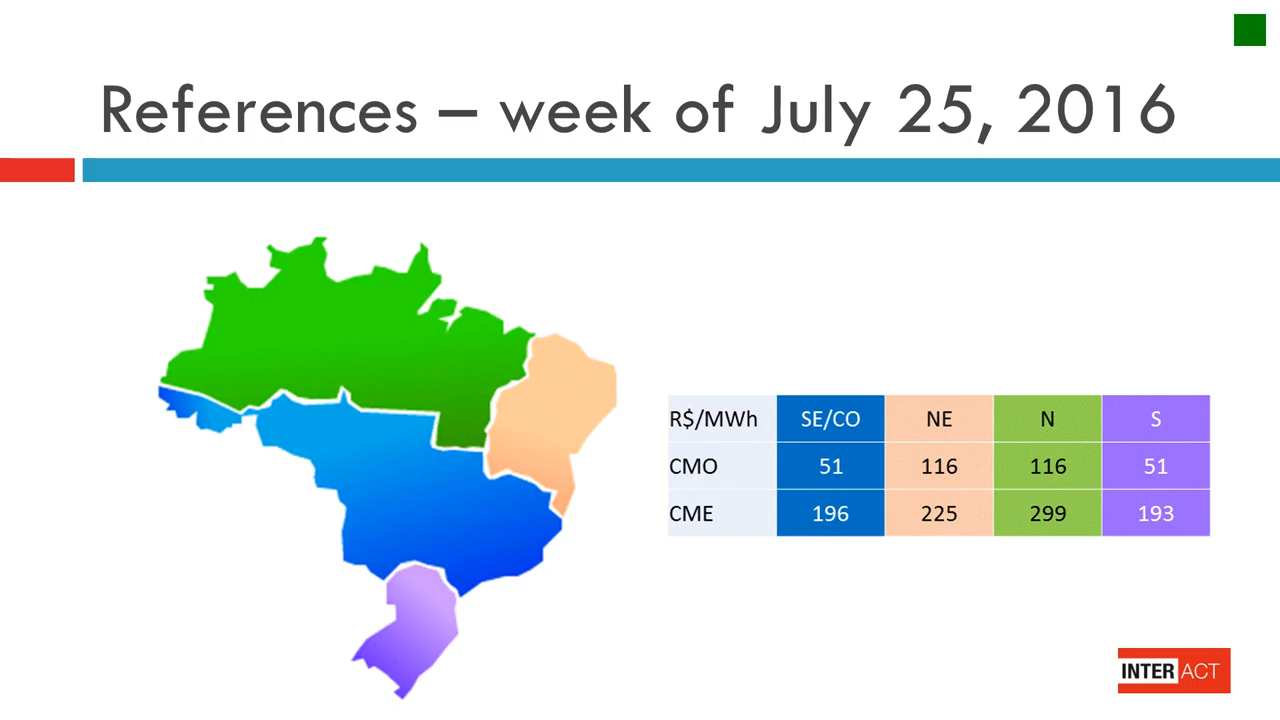 References – week of July 25, 2016
R$/MWh SE/CO NE N S
CMO 51 116 116 51
CME 196 225 299 193
INTER ACT